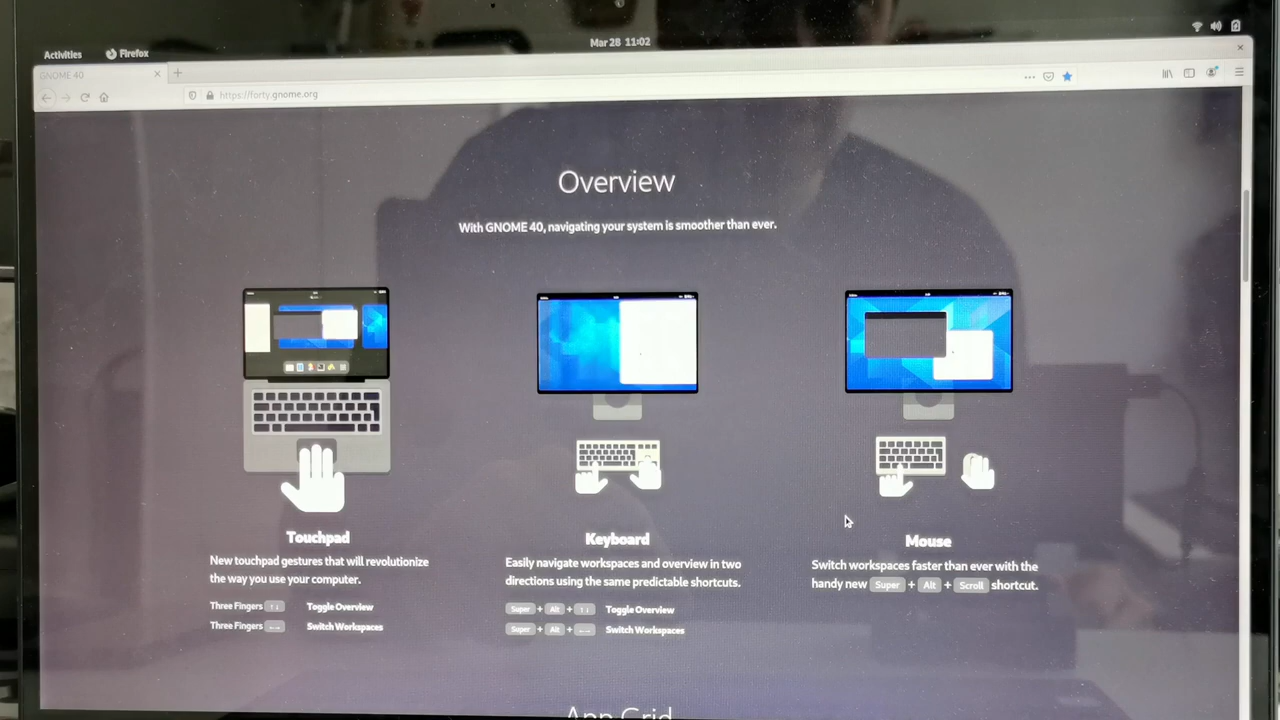 Activities Firefox Mar 28 11:02
GNOME 40
https://forty.gnome.org
Overview
With GNOME 40, navigating your system is smoother than ever.
Touchpad
New touchpad gestures that will revolutionize
the way you use your computer.
Three Fingers ↑ ↓ Toggle Overview
Three Fingers ← → Switch Workspaces
Keyboard
Easily navigate workspaces and overview in two
directions using the same predictable shortcuts.
Super + Alt + ↑ ↓ Toggle Overview
Super + Alt + ← → Switch Workspaces
Mouse
Switch workspaces faster than ever with the
handy new Super + Alt + Scroll shortcut.
App Grid